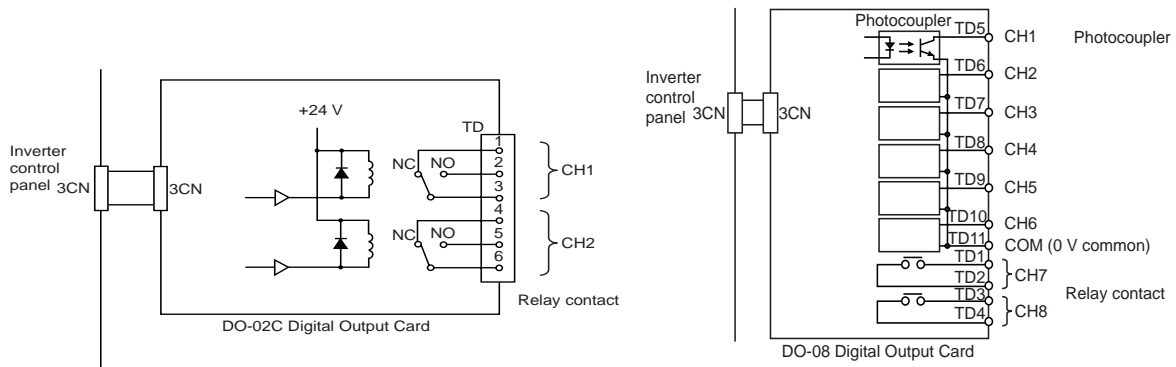 +24 V
TD
Inverter
control
panel
3CN
3CN
1
2
3
4
5
6
NC
NO
NC
NO
CH1
CH2
Relay contact
DO-02C Digital Output Card
Photocoupler
Inverter
control
panel
3CN
3CN
TD5
CH1
Photocoupler
TD6
CH2
TD7
CH3
TD8
CH4
TD9
CH5
TD10
CH6
TD11
COM (0 V common)
TD1
TD2
CH7
TD3
TD4
CH8
Relay contact
DO-08 Digital Output Card